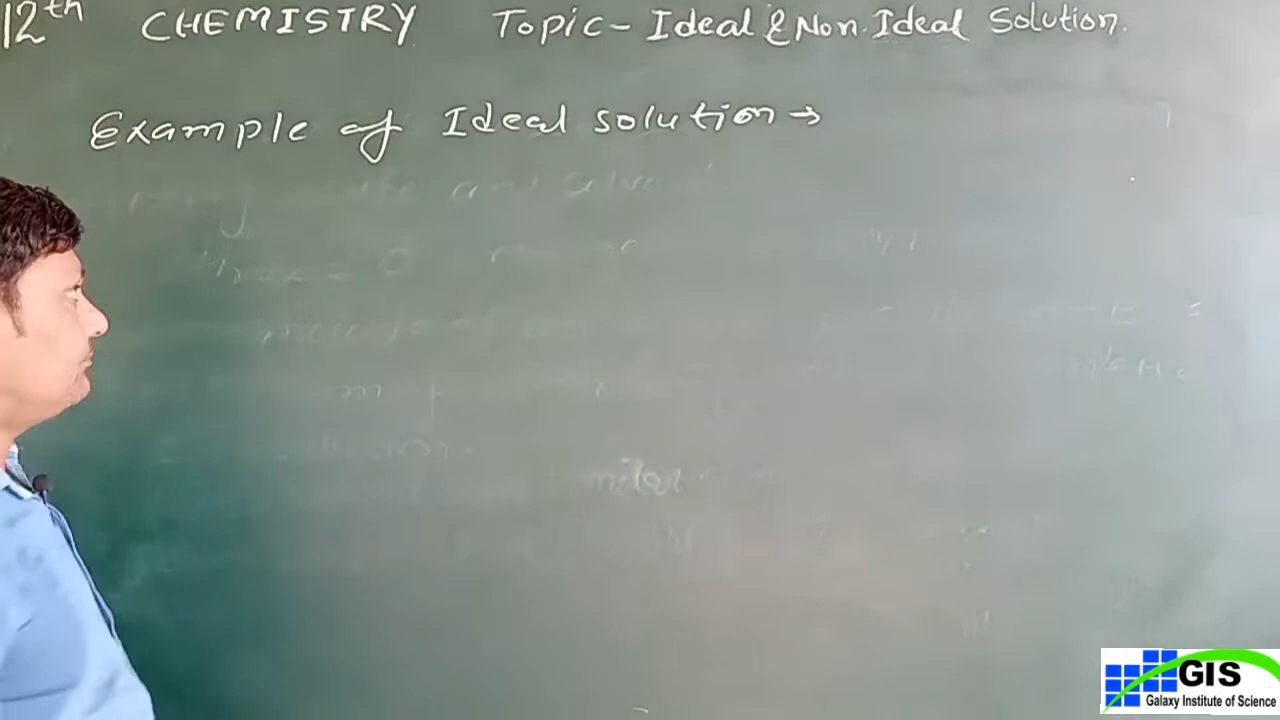 12th CHEMISTRY Topic - Ideal & Non. Ideal Solution.
Example of Ideal solution →
GIS
Galaxy Institute of Science